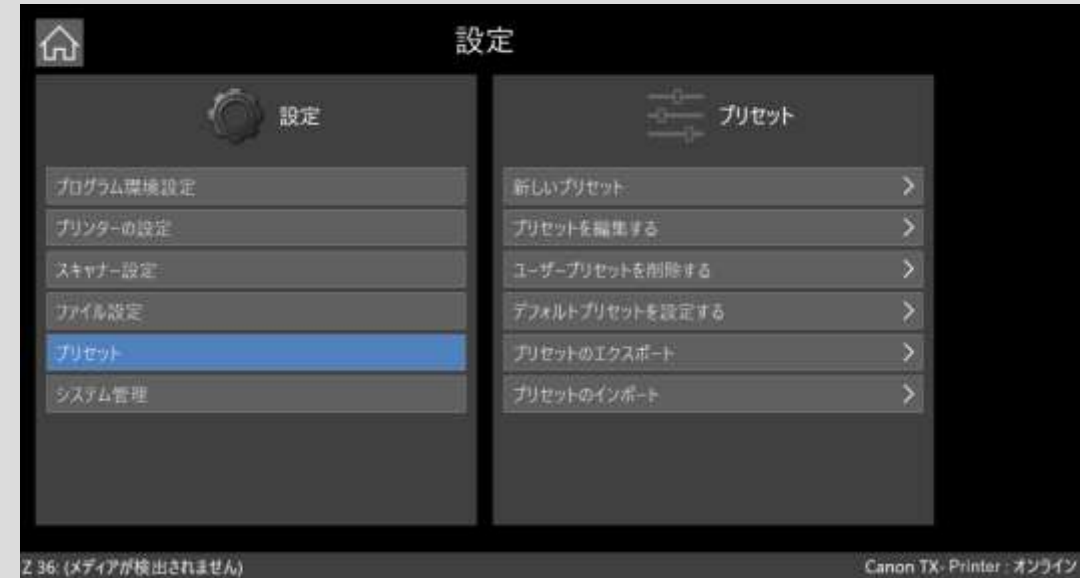 設定
設定
プログラム環境設定
プリンターの設定
スキャナー設定
ファイル設定
プリセット
システム管理
プリセット
新しいプリセット
プリセットを編集する
ユーザープリセットを削除する
デフォルトプリセットを設定する
プリセットのエクスポート
プリセットのインポート
Z 36: (メディアが検出されません)
Canon TX- Printer : オンライン